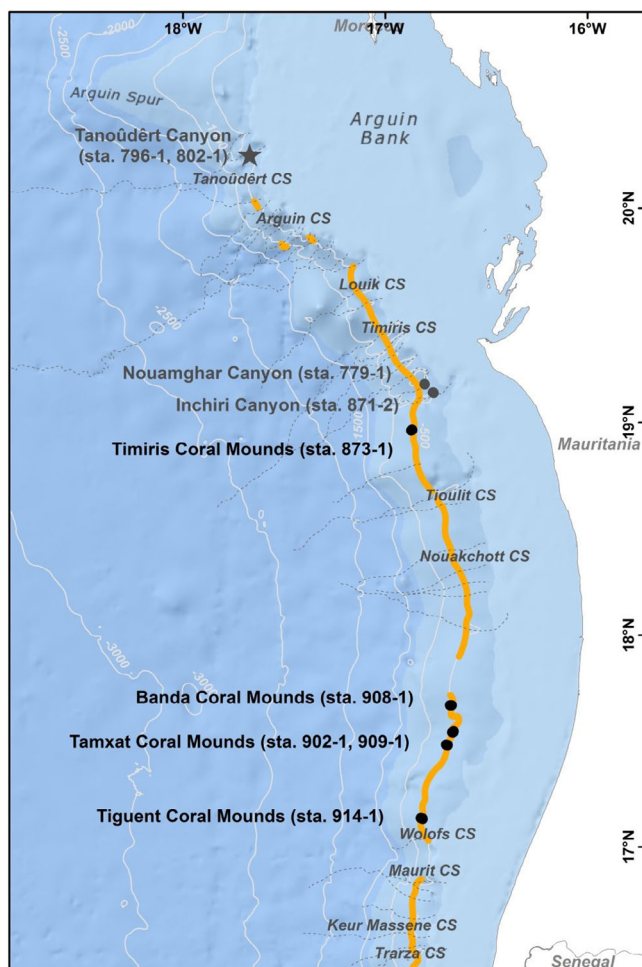 18°W
17°W
16°W
-2500
-2000
Arguin Spur
Arguin
Bank
Tanoûdêrt Canyon
(sta. 796-1, 802-1)
Tanoûdêrt CS
20°N
Arguin CS
Louik CS
-2500
Timiris CS
Nouamghar Canyon (sta. 779-1)
Inchiri Canyon (sta. 871-2)
1500
-500
19°N
Timiris Coral Mounds (sta. 873-1)
Mauritania
Tioulit CS
Nouakchott CS
-3000
18°N
-3000
Banda Coral Mounds (sta. 908-1)
Tamxat Coral Mounds (sta. 902-1, 909-1)
Tiguent Coral Mounds (sta. 914-1)
Wolofs CS
17°N
Maurit CS
Keur Massene CS
Trarza CS
Senegal